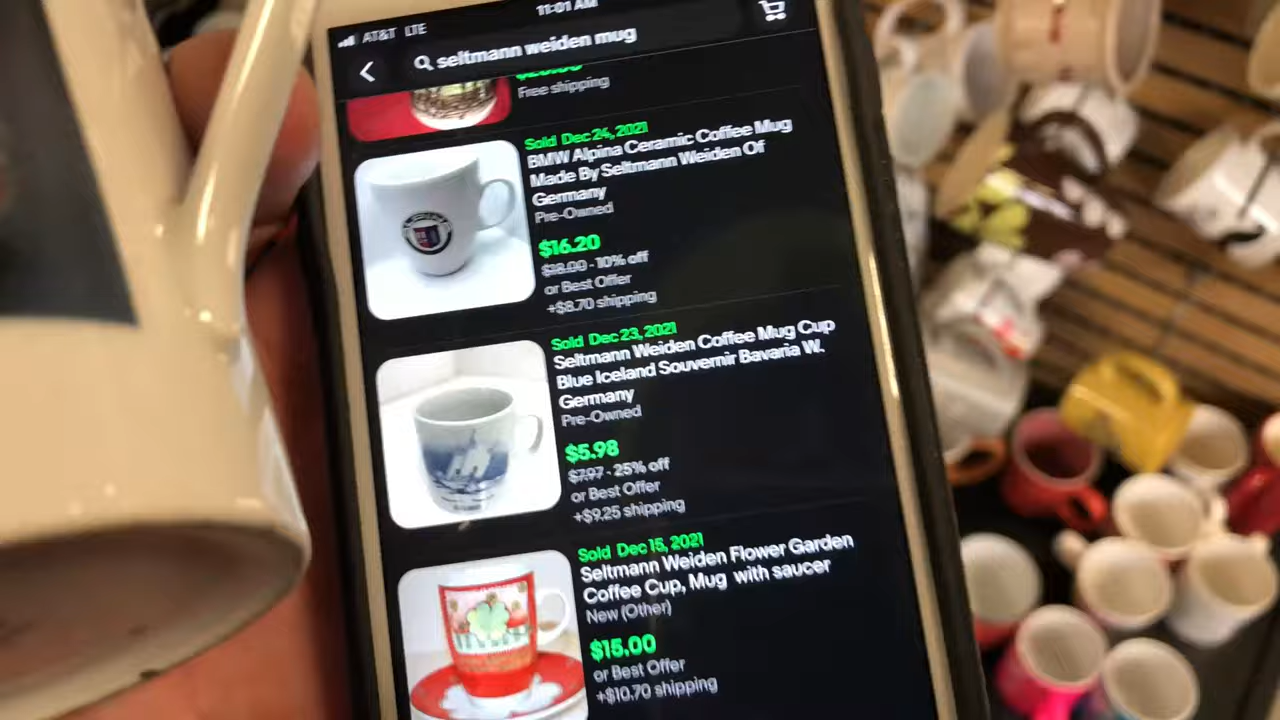 11:01 AM
AT&T LTE
seltmann weiden mug
Free shipping
Sold Dec 24, 2021
BMW Alpina Ceramic Coffee Mug
Made By Seltmann Weiden Of
Germany
Pre-Owned
$16.20
$18.00 · 10% off
or Best Offer
+$8.70 shipping
Sold Dec 23, 2021
Seltmann Weiden Coffee Mug Cup
Blue Iceland Souvernir Bavaria W.
Germany
Pre-Owned
$5.98
$7.97 · 25% off
or Best Offer
+$9.25 shipping
Sold Dec 15, 2021
Seltmann Weiden Flower Garden
Coffee Cup, Mug with saucer
New (Other)
$15.00
or Best Offer
+$10.70 shipping